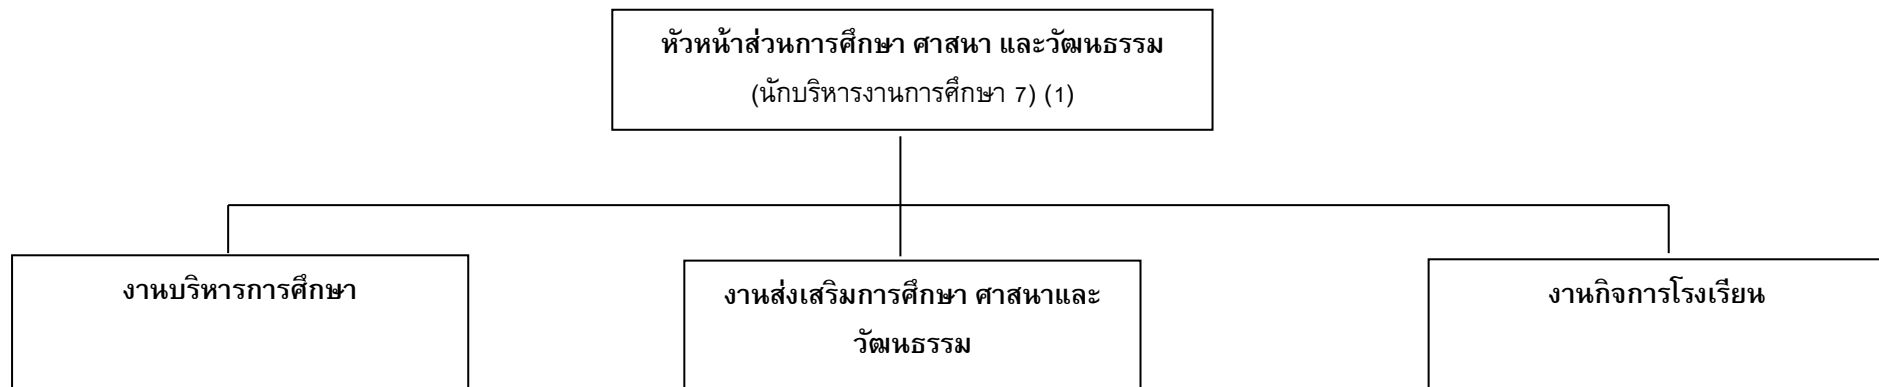 หัวหน้าส่วนการศึกษา ศาสนา และวัฒนธรรม
(นักบริหารงานการศึกษา 7) (1)
งานบริหารการศึกษา
งานส่งเสริมการศึกษา ศาสนาและ
วัฒนธรรม
งานกิจการโรงเรียน